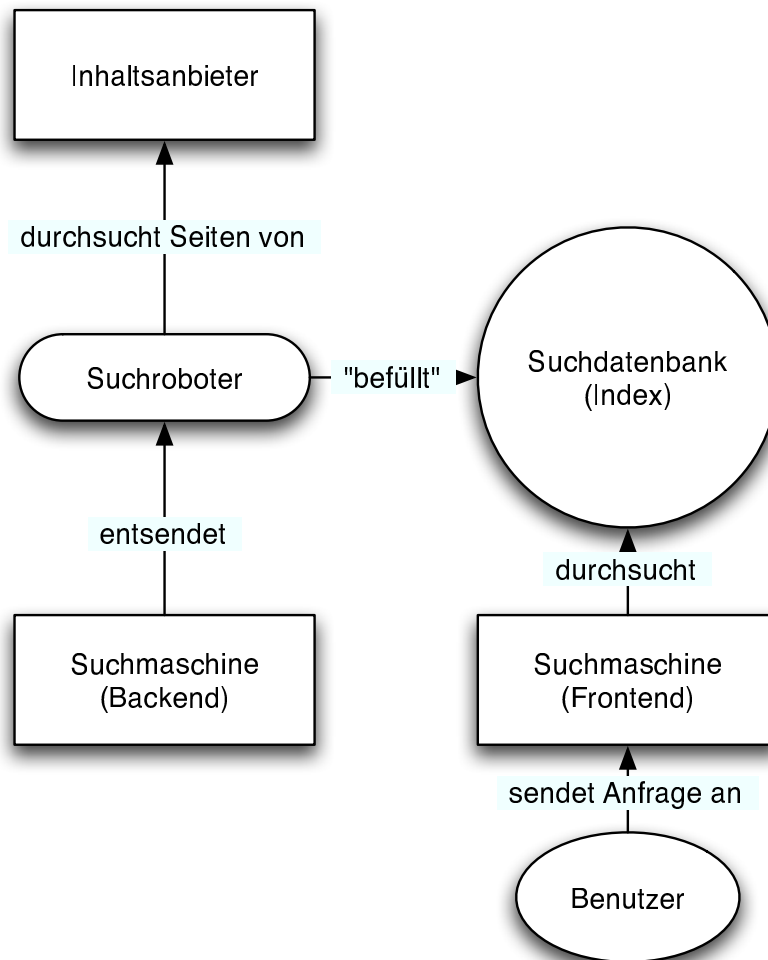 Inhaltsanbieter
durchsucht Seiten von
Suchroboter
"befüllt"
Suchdatenbank
(Index)
entsendet
durchsucht
Suchmaschine
(Backend)
Suchmaschine
(Frontend)
sendet Anfrage an
Benutzer